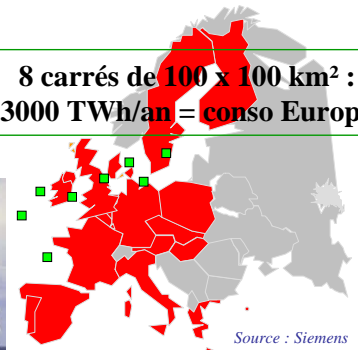 8 carrés de 100 x 100 km² :
3000 TWh/an = conso Europ
Source : Siemens